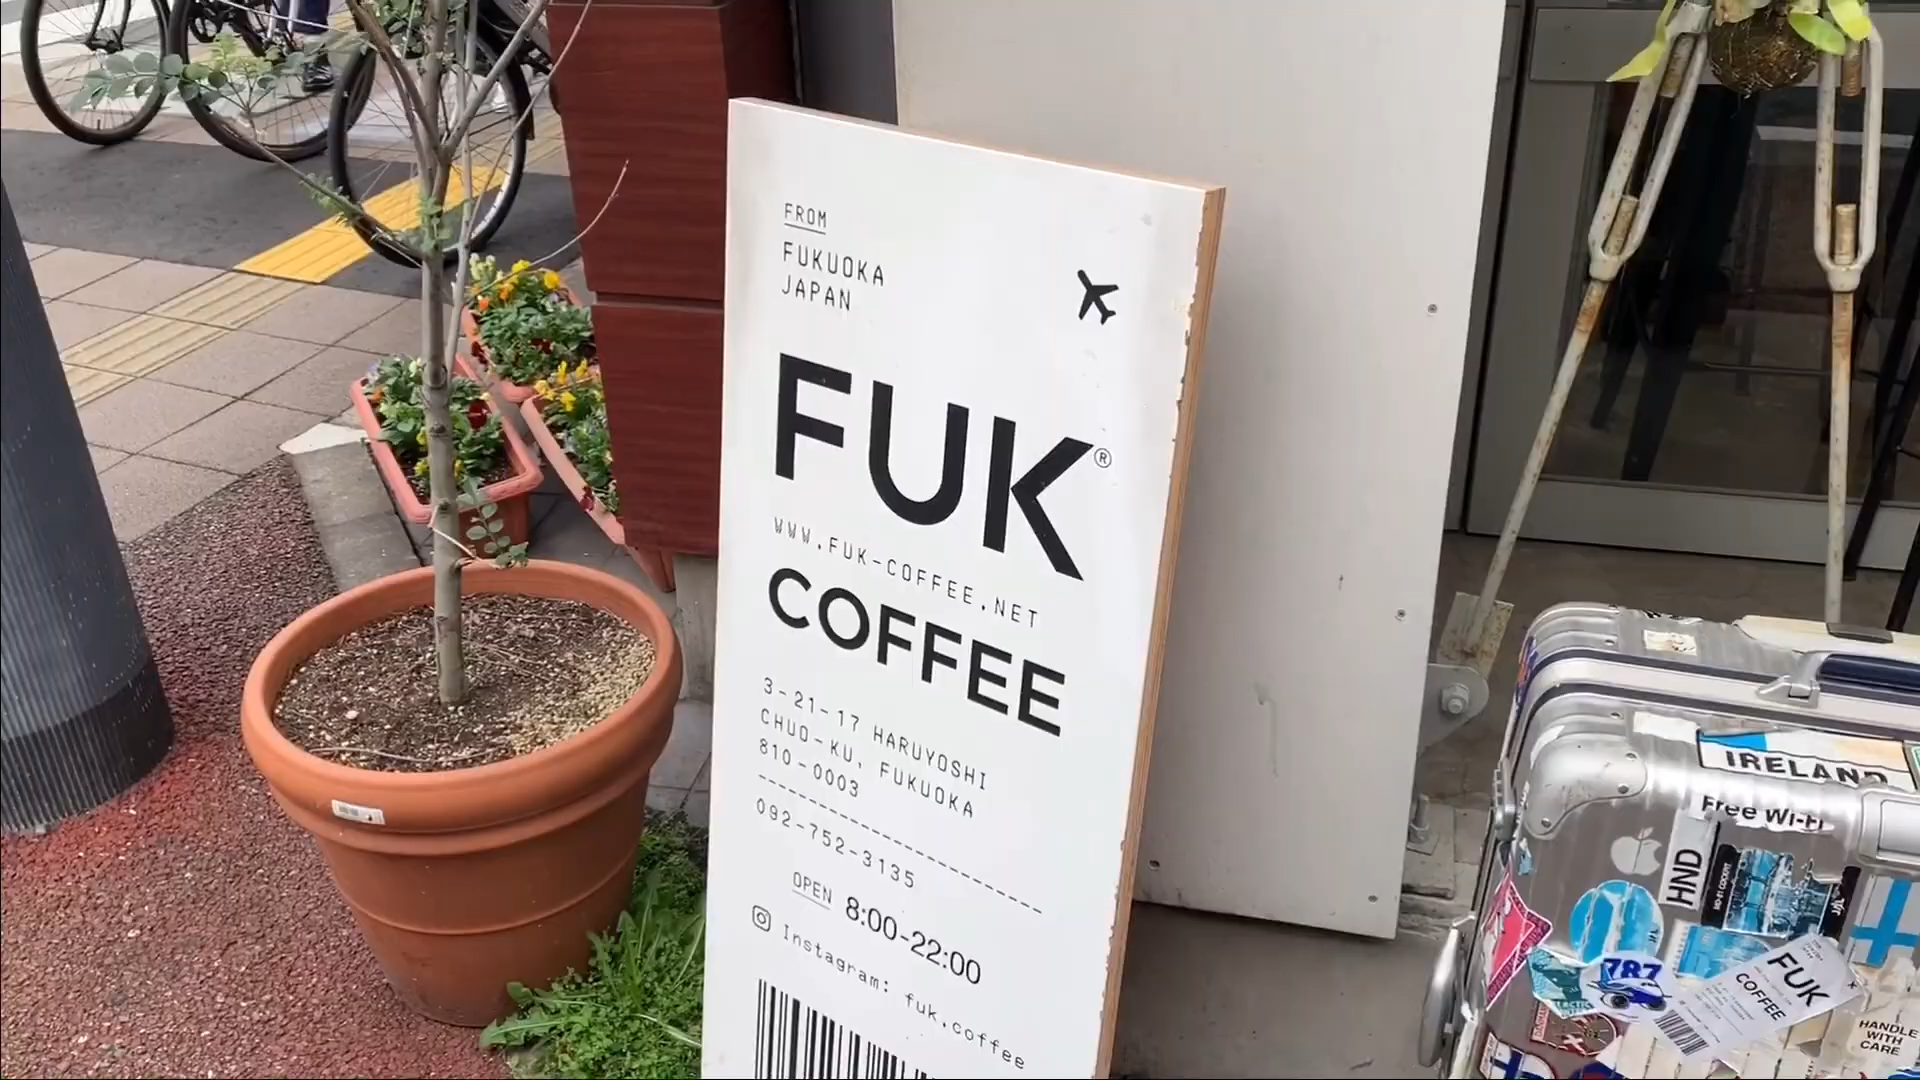 FROM
FUKUOKA
JAPAN
FUK®
WWW.FUK-COFFEE.NET
COFFEE
3-21-17 HARUYOSHI
CHUO-KU, FUKUOKA
810-0003
092-752-3135
OPEN 8:00-22:00
Instagram: fuk.coffee
IRELAND
Free Wi-Fi
HND
JAL
787
FUK
COFFEE
HANDLE
WITH
CARE